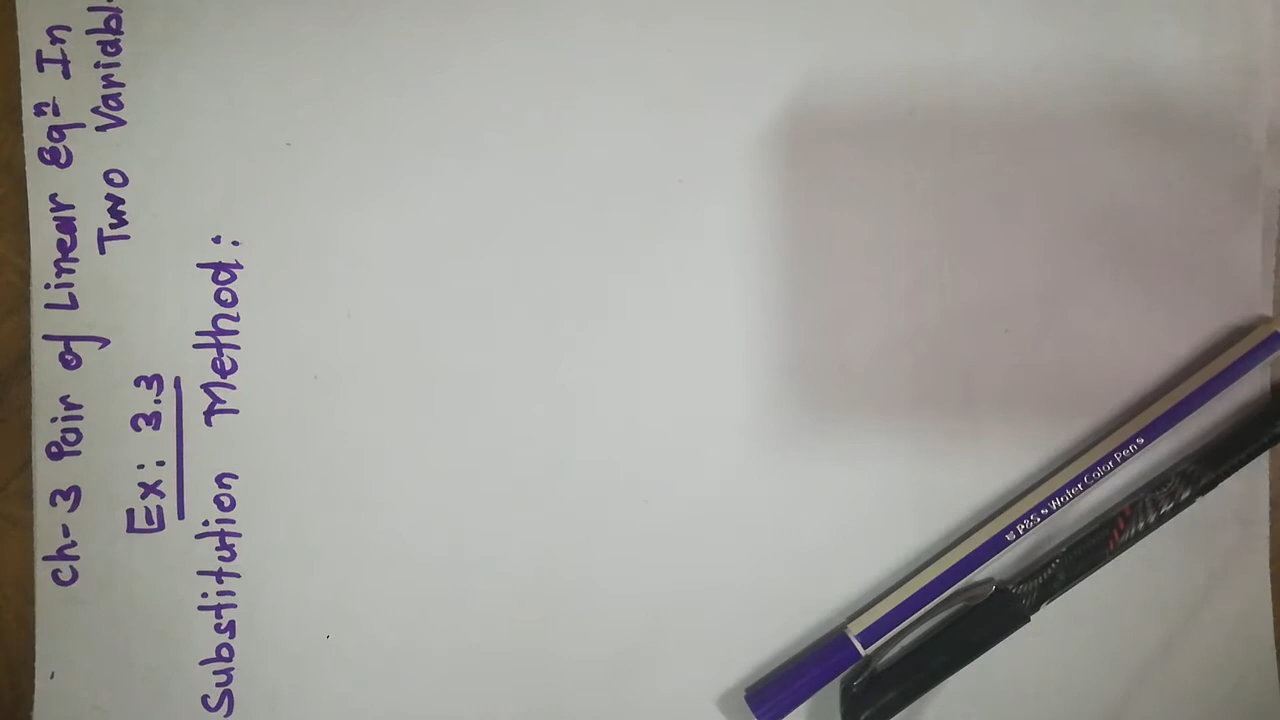 Ch-3 Pair of Linear Eqⁿ In
Two Variabl
Ex: 3.3
Substitution Method:
P&S Water Color Pens